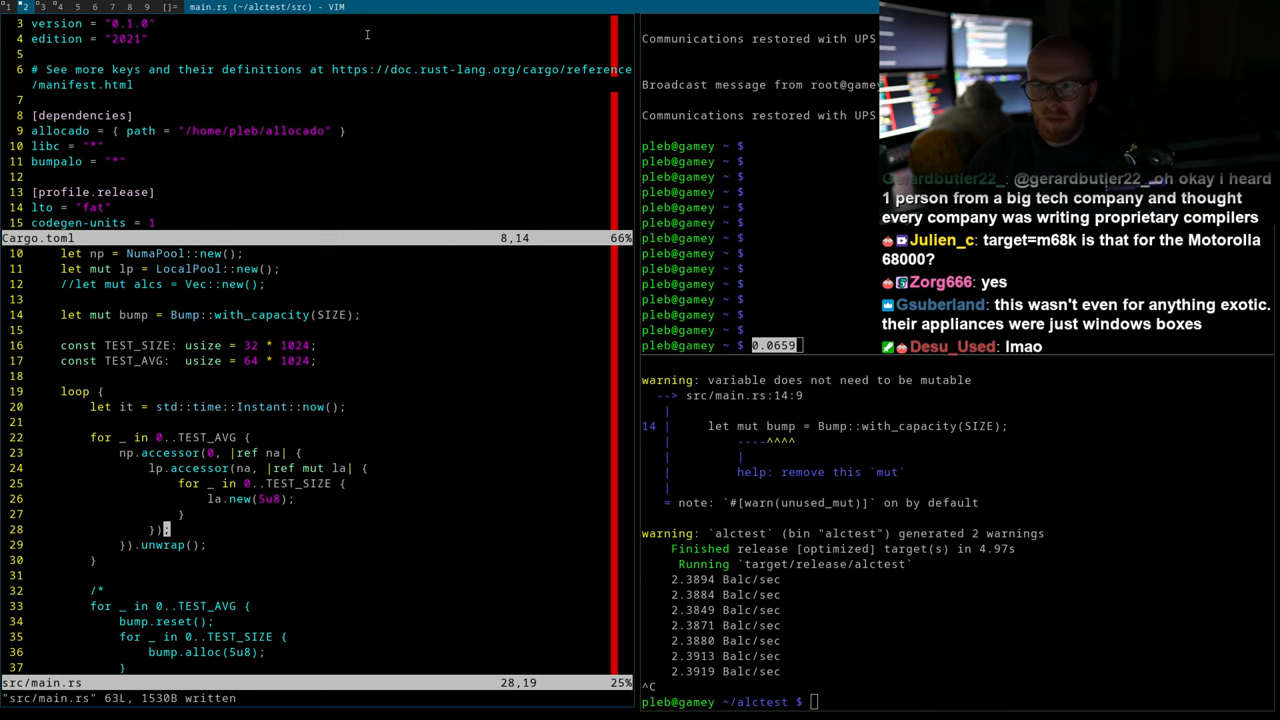 1 2 3 4 5 6 7 8 9 []= main.rs (~/alctest/src) - VIM
3 version = "0.1.0"
4 edition = "2021"
5
6 # See more keys and their definitions at https://doc.rust-lang.org/cargo/reference
/manifest.html
7
8 [dependencies]
9 allocado = { path = "/home/pleb/allocado" }
10 libc = "*"
11 bumpalo = "*"
12
13 [profile.release]
14 lto = "fat"
15 codegen-units = 1
Cargo.toml 8,14 66%
10 let np = NumaPool::new();
11 let mut lp = LocalPool::new();
12 //let mut alcs = Vec::new();
13
14 let mut bump = Bump::with_capacity(SIZE);
15
16 const TEST_SIZE: usize = 32 * 1024;
17 const TEST_AVG: usize = 64 * 1024;
18
19 loop {
20 let it = std::time::Instant::now();
21
22 for _ in 0..TEST_AVG {
23 np.accessor(0, |ref na| {
24 lp.accessor(na, |ref mut la| {
25 for _ in 0..TEST_SIZE {
26 la.new(5u8);
27 }
28 });
29 }).unwrap();
30 }
31
32 /*
33 for _ in 0..TEST_AVG {
34 bump.reset();
35 for _ in 0..TEST_SIZE {
36 bump.alloc(5u8);
37 }
src/main.rs 28,19 25%
"src/main.rs" 63L, 1530B written
Communications restored with UPS
Broadcast message from root@game
Communications restored with UPS
pleb@gamey ~ $
pleb@gamey ~ $
pleb@gamey ~ $
pleb@gamey ~ $
pleb@gamey ~ $
pleb@gamey ~ $
pleb@gamey ~ $
pleb@gamey ~ $
pleb@gamey ~ $
pleb@gamey ~ $
pleb@gamey ~ $
pleb@gamey ~ $
pleb@gamey ~ $
pleb@gamey ~ $ 0.0659
warning: variable does not need to be mutable
--> src/main.rs:14:9
|
14 | let mut bump = Bump::with_capacity(SIZE);
| ----^^^^
| |
| help: remove this `mut`
|
= note: `#[warn(unused_mut)]` on by default
warning: `alctest` (bin "alctest") generated 2 warnings
Finished release [optimized] target(s) in 4.97s
Running `target/release/alctest`
2.3894 Balc/sec
2.3884 Balc/sec
2.3849 Balc/sec
2.3871 Balc/sec
2.3880 Balc/sec
2.3913 Balc/sec
2.3919 Balc/sec
^C
pleb@gamey ~/alctest $
Gerardbutler22_: @gerardbutler22_ oh okay i heard
1 person from a big tech company and thought
every company was writing proprietary compilers
Julien_c: target=m68k is that for the Motorolla
68000?
Zorg666: yes
Gsuberland: this wasn't even for anything exotic.
their appliances were just windows boxes
Desu_Used: lmao